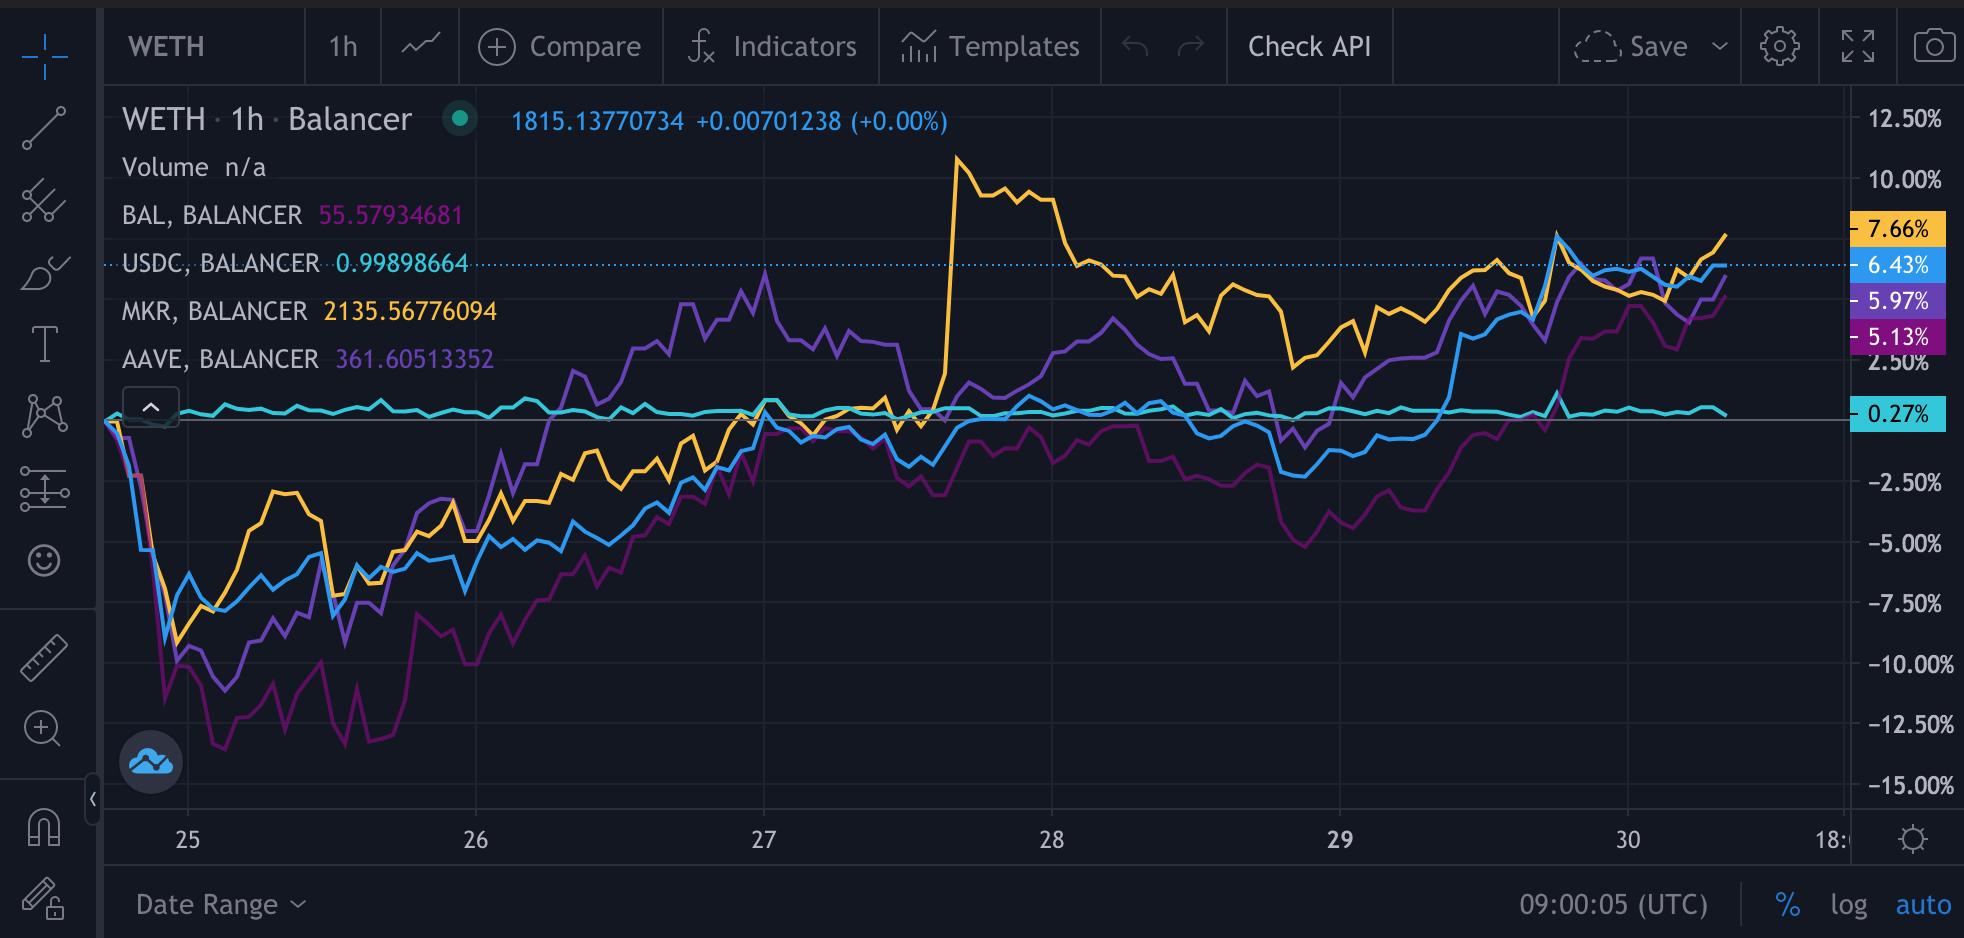 WETH 1h Compare Indicators Templates Check API Save
WETH · 1h · Balancer 1815.13770734 +0.00701238 (+0.00%)
Volume n/a
BAL, BALANCER 55.57934681
USDC, BALANCER 0.99898664
MKR, BALANCER 2135.56776094
AAVE, BALANCER 361.60513352
12.50%
10.00%
7.66%
6.43%
5.97%
5.13%
2.50%
0.27%
−2.50%
−5.00%
−7.50%
−10.00%
−12.50%
−15.00%
25 26 27 28 29 30 18:
Date Range 09:00:05 (UTC) % log auto